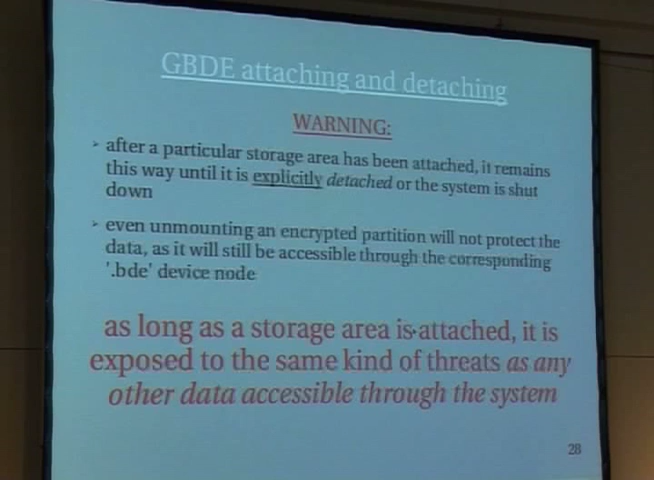 GBDE attaching and detaching
WARNING:
➢ after a particular storage area has been attached, it remains
this way until it is explicitly detached or the system is shut
down
➢ even unmounting an encrypted partition will not protect the
data, as it will still be accessible through the corresponding
'.bde' device node
as long as a storage area is attached, it is
exposed to the same kind of threats as any
other data accessible through the system
28